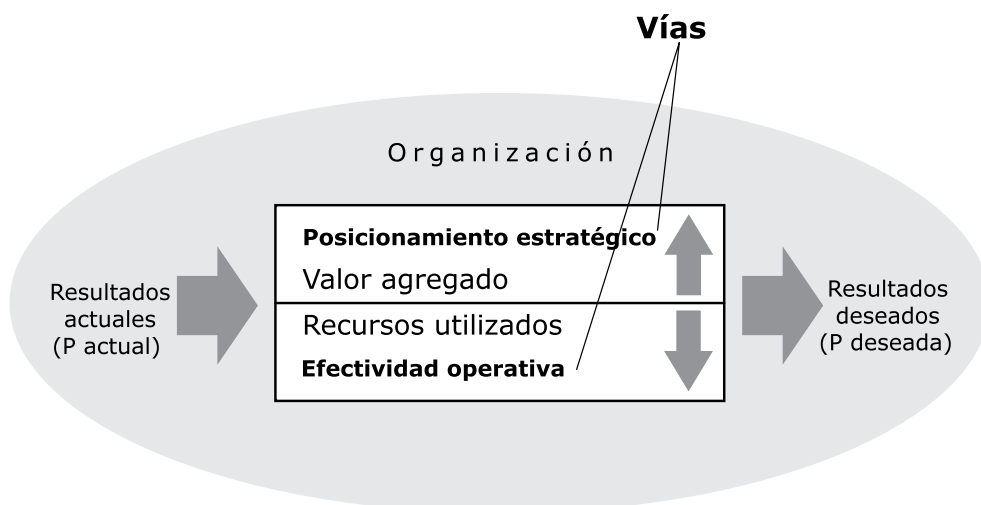 Vías
Organización
Posicionamiento estratégico
Valor agregado
Resultados
actuales
(P actual)
Recursos utilizados
Efectividad operativa
Resultados
deseados
(P deseada)